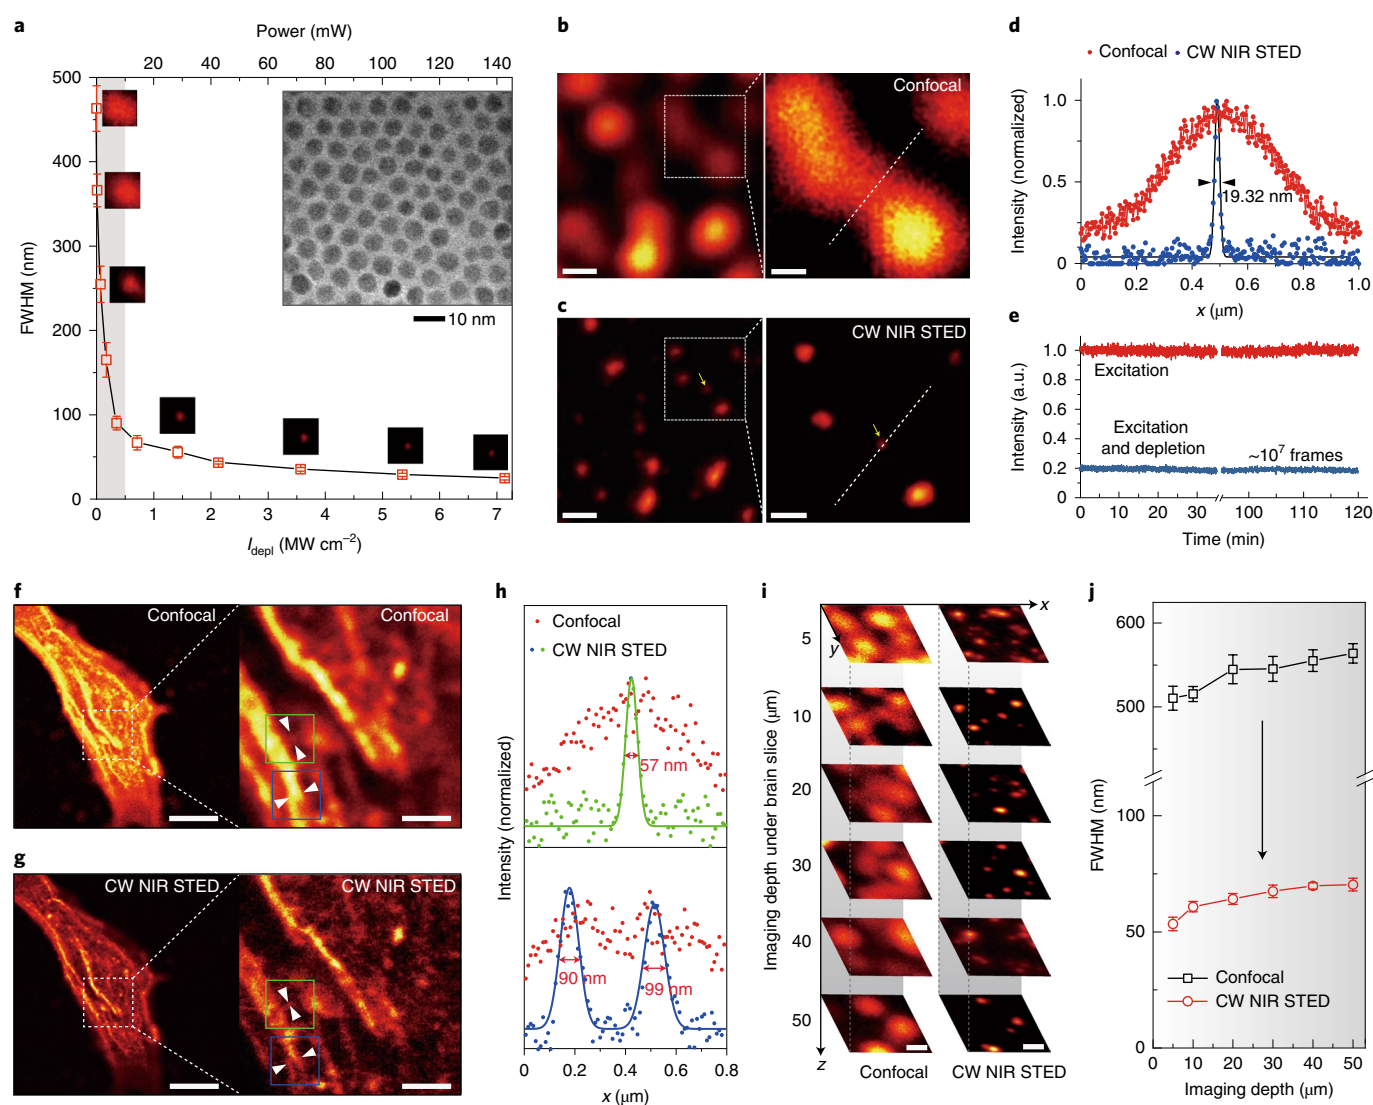 a
Power (mW)
20 40 60 80 100 120 140
500
400
300
200
100
0
FWHM (nm)
10 nm
0 1 2 3 4 5 6 7
I_depl (MW cm–2)
b
Confocal
c
CW NIR STED
d
Confocal CW NIR STED
Intensity (normalized)
1.0
0.5
0
19.32 nm
0 0.2 0.4 0.6 0.8 1.0
x (μm)
e
Intensity (a.u.)
1.0
0.8
0.6
0.4
0.2
0
Excitation
Excitation
and depletion
~10⁷ frames
0 10 20 30 100 110 120
Time (min)
f
Confocal
Confocal
g
CW NIR STED
CW NIR STED
h
Confocal
CW NIR STED
Intensity (normalized)
57 nm
90 nm
99 nm
0 0.2 0.4 0.6 0.8
x (μm)
i
x
y
z
Imaging depth under brain slice (μm)
5
10
20
30
40
50
Confocal CW NIR STED
j
600
500
100
50
0
FWHM (nm)
Confocal
CW NIR STED
0 10 20 30 40 50
Imaging depth (μm)